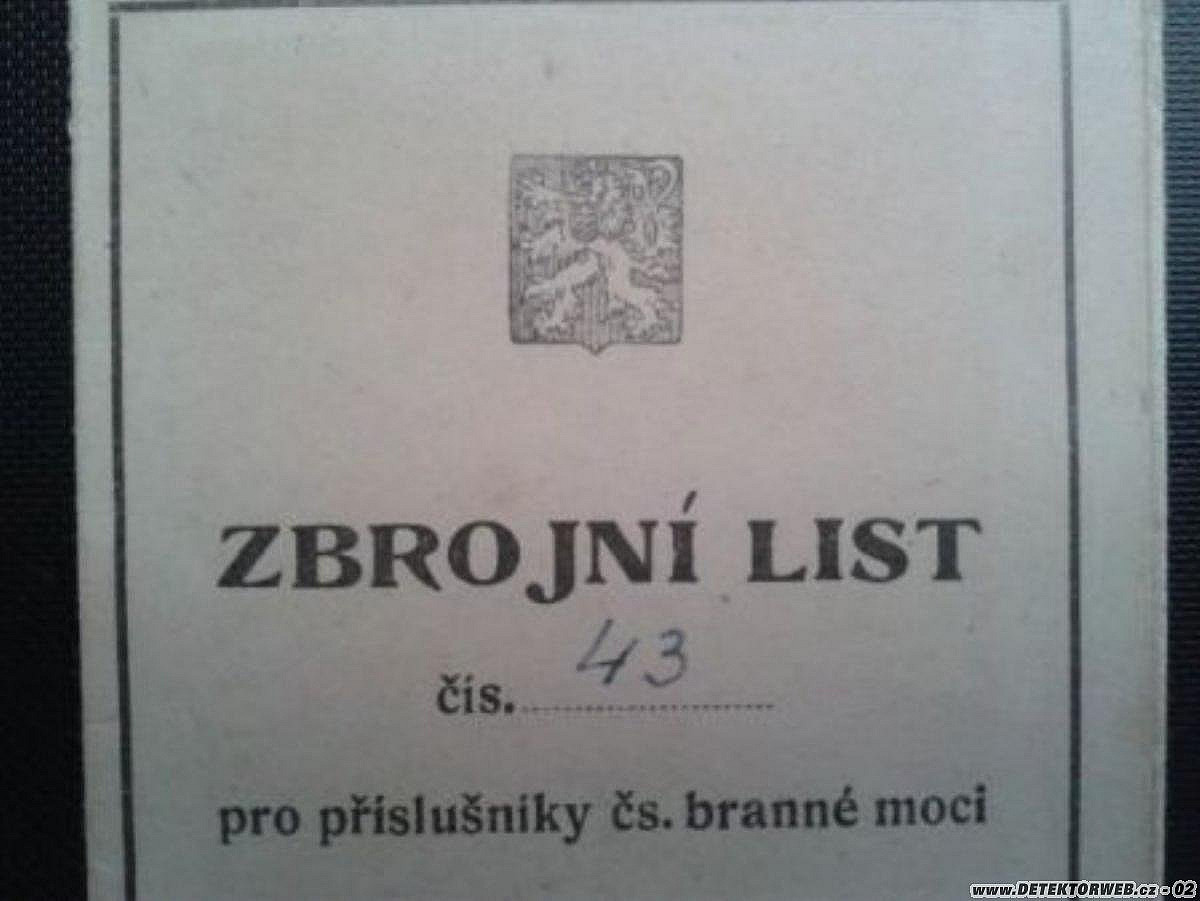 ZBROJNÍ LIST
čís. 43
pro příslušníky čs. branné moci
www.DETEKTORWEB.cz - 02